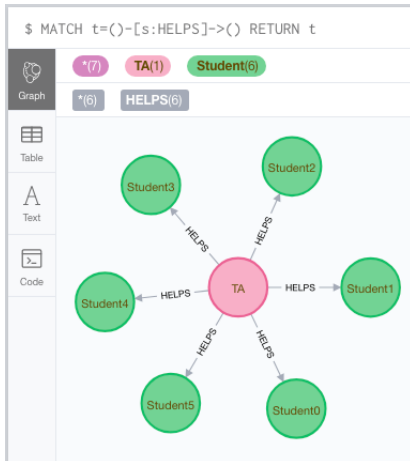 $ MATCH t=()-[s:HELPS]->() RETURN t
*(7) TA(1) Student(6)
Graph
*(6) HELPS(6)
Table
Text
Code
Student2
Student3
HELPS
HELPS
TA
HELPS
Student1
Student4
HELPS
HELPS
HELPS
Student5
Student0